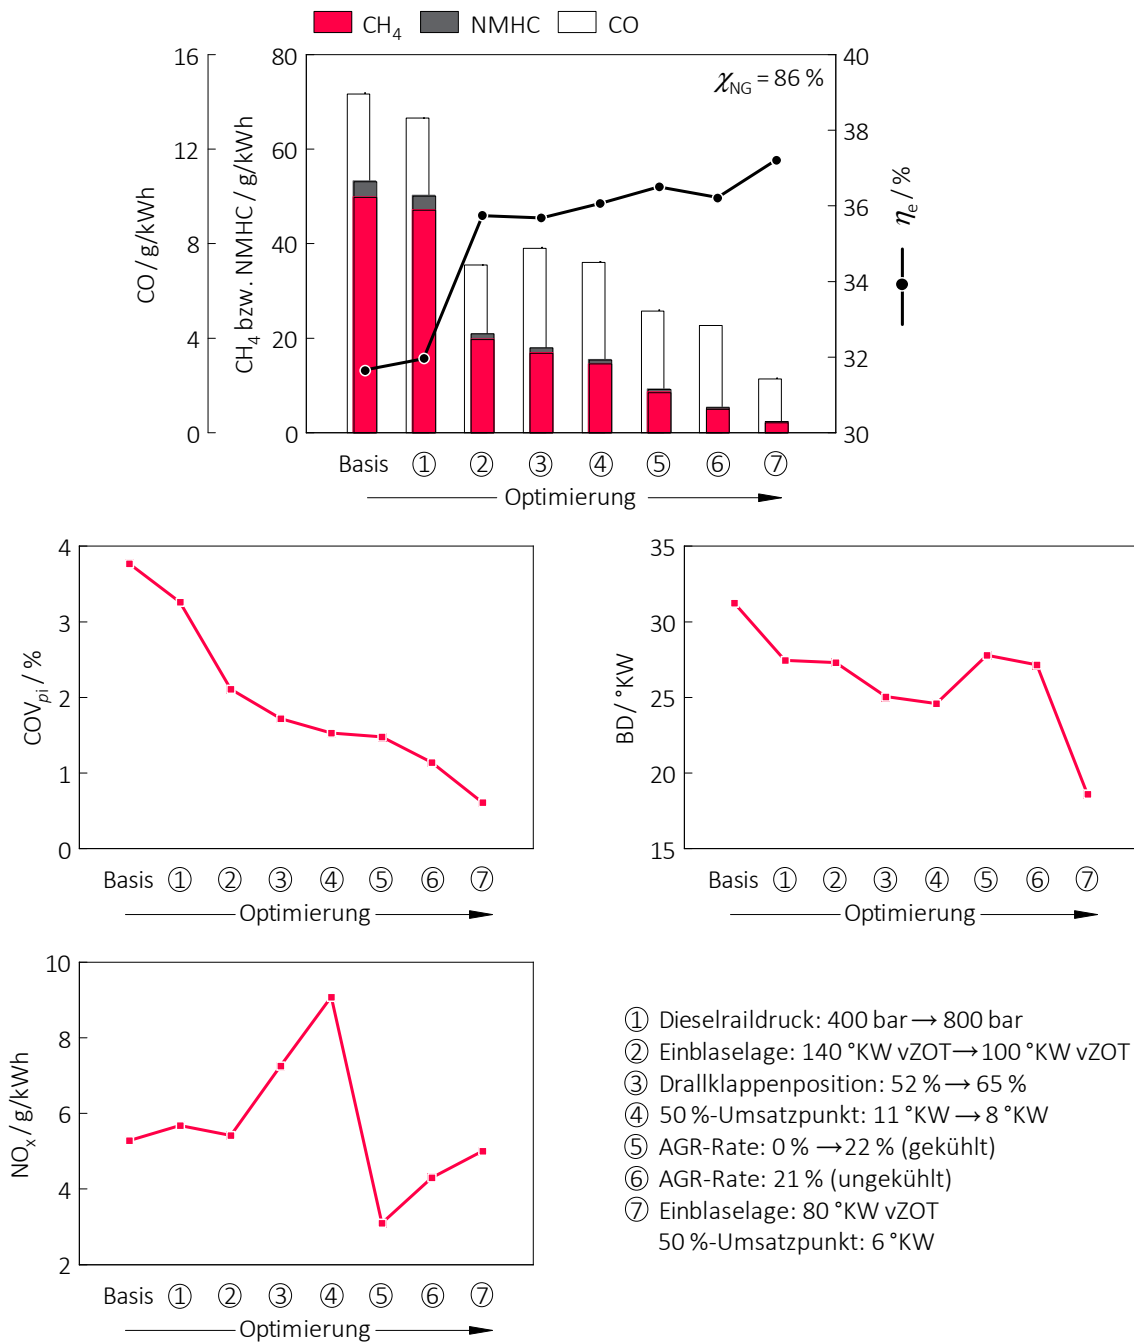 CH₄ NMHC CO
CO / g/kWh
16
12
8
4
0
CH₄ bzw. NMHC / g/kWh
80
60
40
20
0
χNG = 86 %
40
38
36
34
32
30
ηe / %
Basis ① ② ③ ④ ⑤ ⑥ ⑦
Optimierung
COVpi / %
4
3
2
1
0
Basis ① ② ③ ④ ⑤ ⑥ ⑦
Optimierung
BD / °KW
35
30
25
20
15
Basis ① ② ③ ④ ⑤ ⑥ ⑦
Optimierung
NOx / g/kWh
10
8
6
4
2
Basis ① ② ③ ④ ⑤ ⑥ ⑦
Optimierung
① Dieselraildruck: 400 bar → 800 bar
② Einblaselage: 140 °KW vZOT → 100 °KW vZOT
③ Drallklappenposition: 52 % → 65 %
④ 50 %-Umsatzpunkt: 11 °KW → 8 °KW
⑤ AGR-Rate: 0 % → 22 % (gekühlt)
⑥ AGR-Rate: 21 % (ungekühlt)
⑦ Einblaselage: 80 °KW vZOT
50 %-Umsatzpunkt: 6 °KW